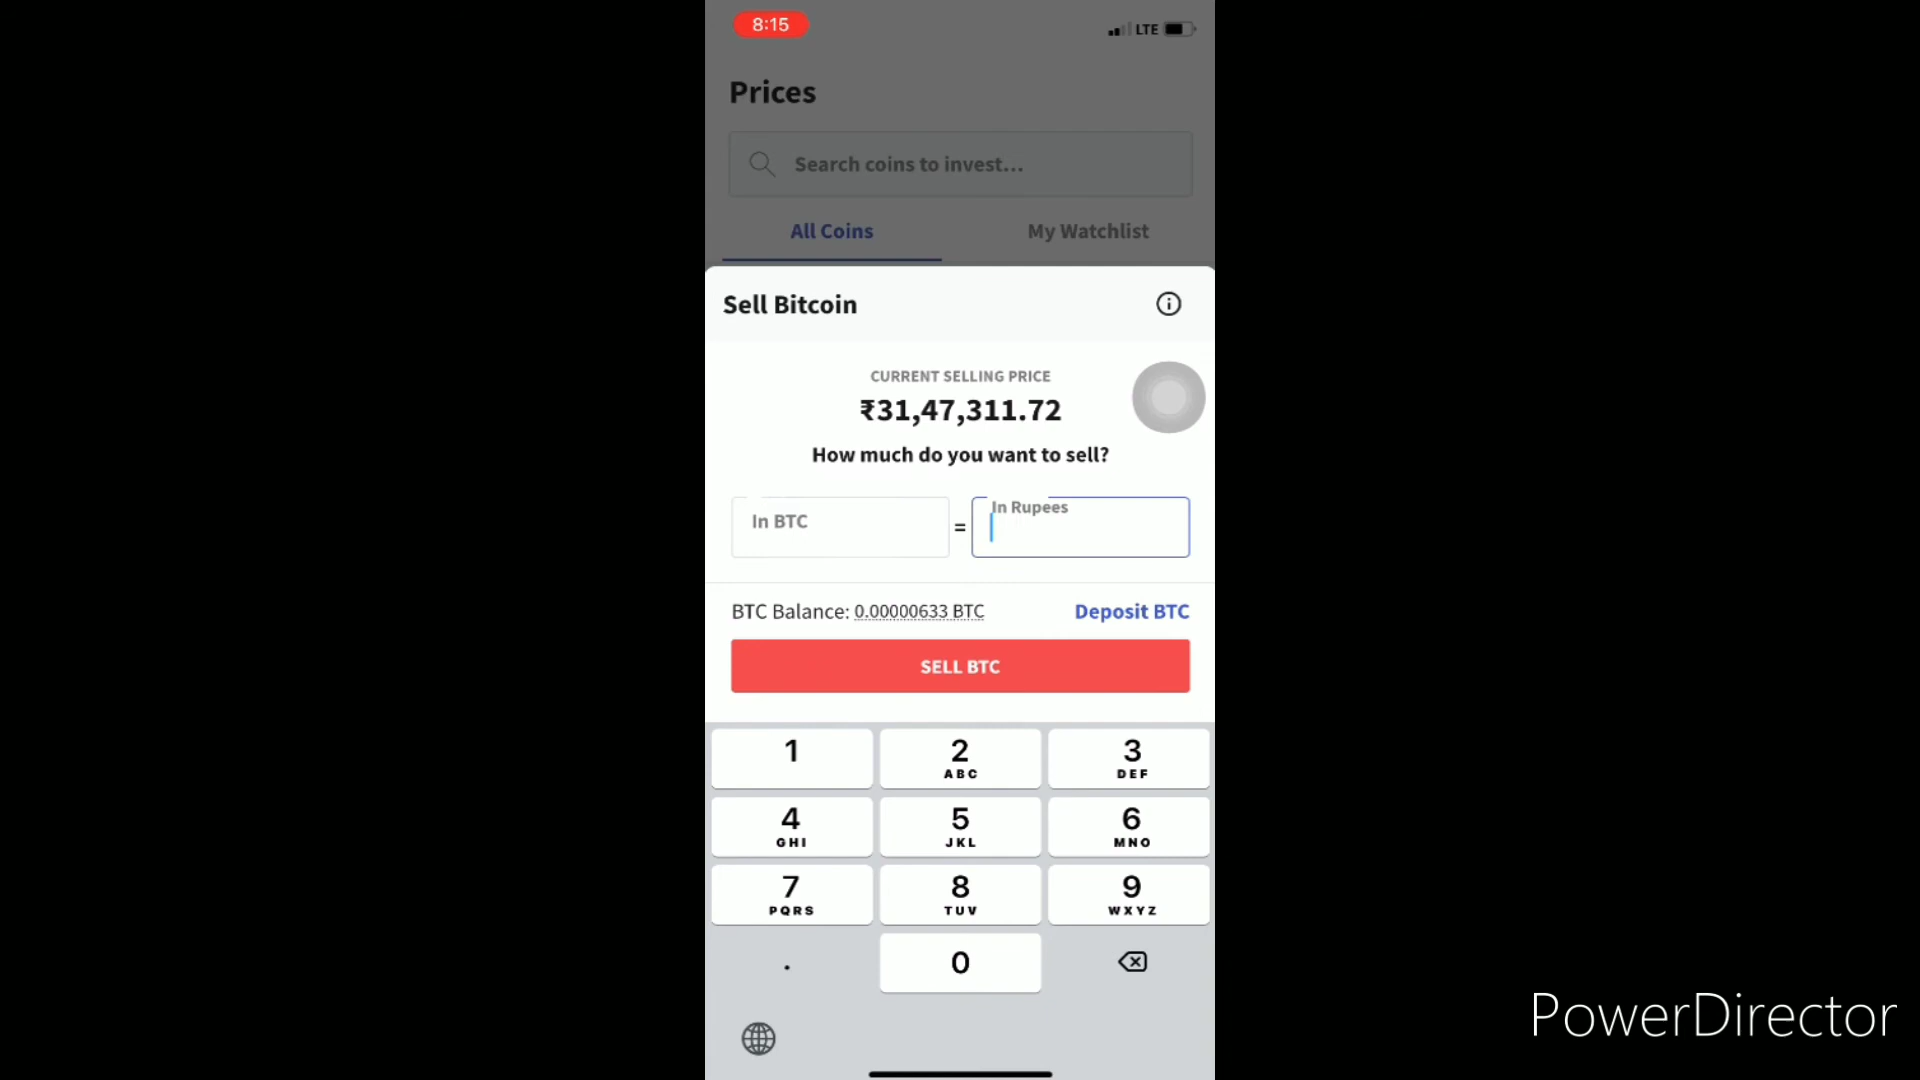 8:15
LTE
Prices
Search coins to invest...
All Coins
My Watchlist
Sell Bitcoin
CURRENT SELLING PRICE
₹31,47,311.72
How much do you want to sell?
In BTC
=
In Rupees
BTC Balance: 0.00000633 BTC
Deposit BTC
SELL BTC
1
2
ABC
3
DEF
4
GHI
5
JKL
6
MNO
7
PQRS
8
TUV
9
WXYZ
.
0
PowerDirector